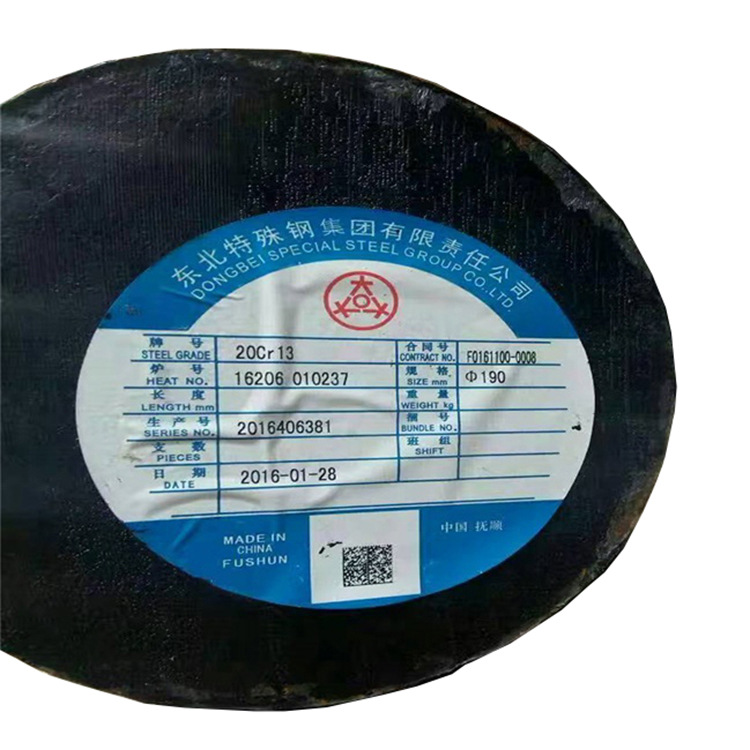 东北特殊钢集团有限责任公司
DONGBEI SPECIAL STEEL GROUP CO.,LTD.
大
牌 号
STEEL GRADE
20Cr13
合同号
CONTRACT NO.
F0161100-0008
炉 号
HEAT NO.
16206 010237
规 格
SIZE mm
Φ190
长 度
LENGTH mm
重 量
WEIGHT kg
生 产 号
SERIES NO.
2016406381
捆 号
BUNDLE NO.
支 数
PIECES
班 组
SHIFT
日 期
DATE
2016-01-28
MADE IN
CHINA
FUSHUN
中国 抚顺